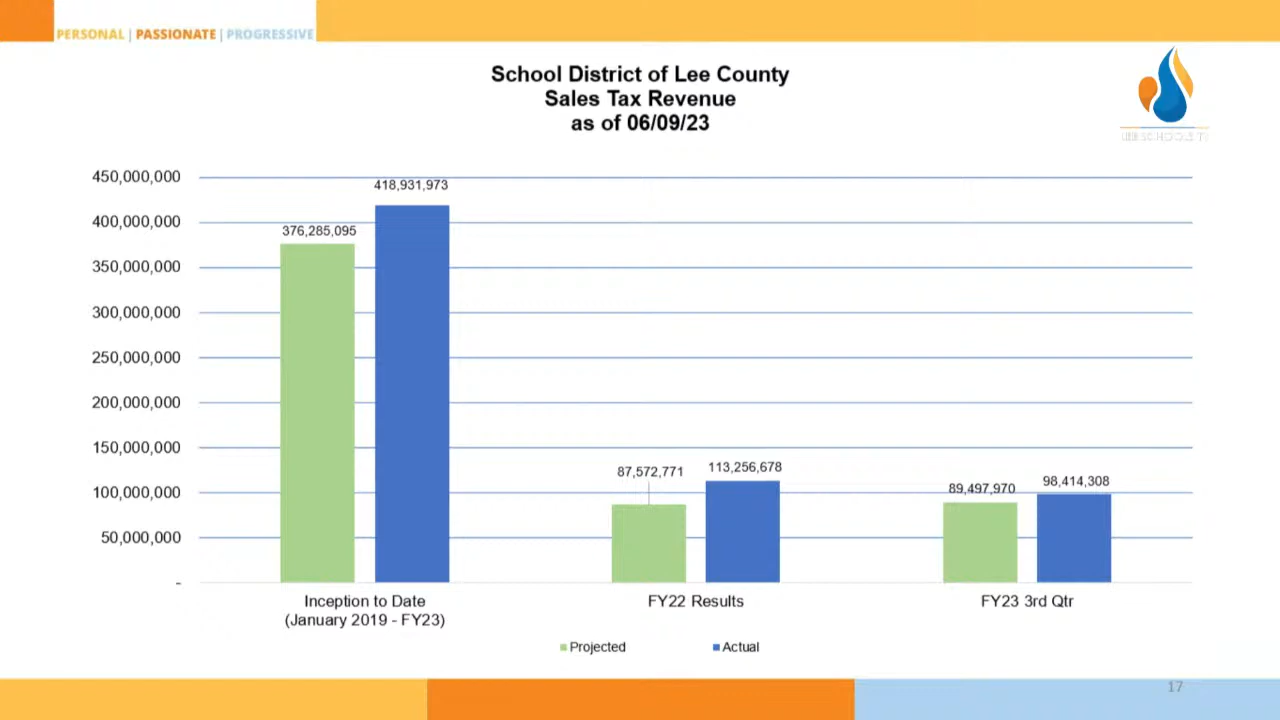 PERSONAL | PASSIONATE | PROGRESSIVE
School District of Lee County
Sales Tax Revenue
as of 06/09/23
450,000,000
400,000,000
350,000,000
300,000,000
250,000,000
200,000,000
150,000,000
100,000,000
50,000,000
-
376,285,095
418,931,973
87,572,771
113,256,678
89,497,970
98,414,308
Inception to Date
(January 2019 - FY23)
FY22 Results
FY23 3rd Qtr
Projected
Actual
17